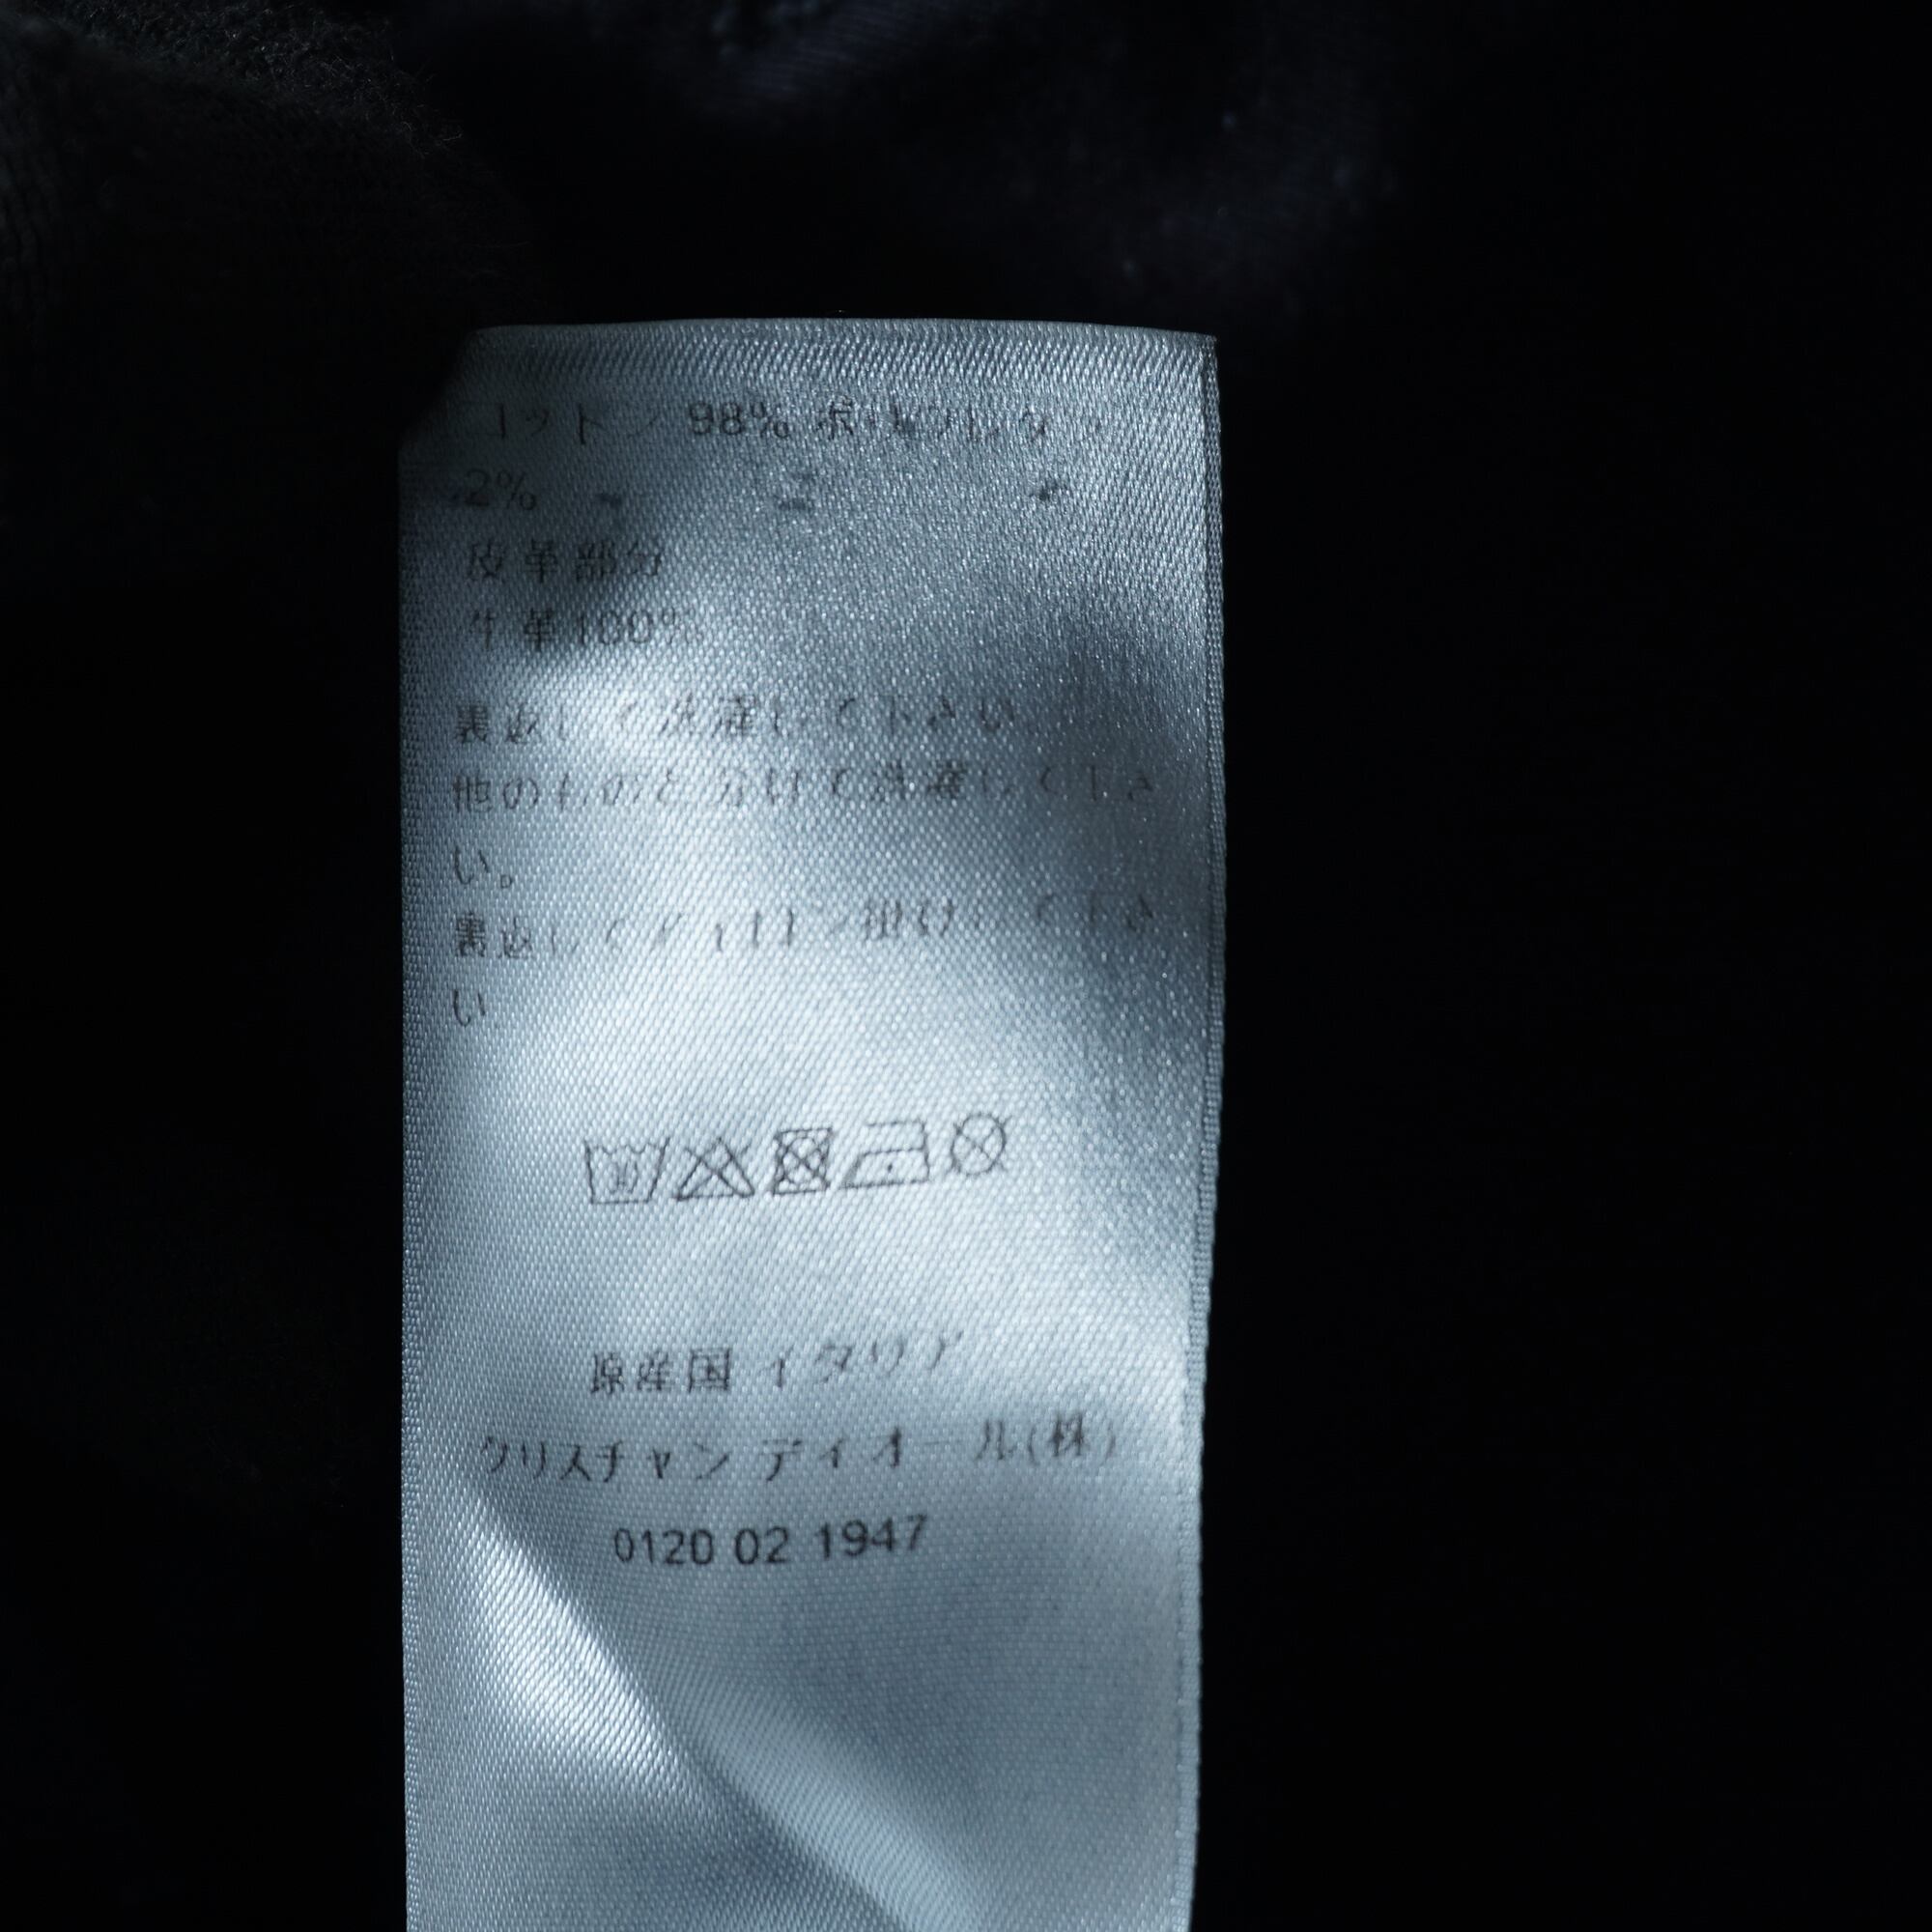 コットン 98% ポリウレタン
2%
皮革部分
牛革100%
裏返しで洗濯して下さい
他のものと分けて洗濯して下さ
い。
裏返してアイロン掛けして下さ
い
30
原産国 イタリア
クリスチャン ディオール(株)
0120 02 1947